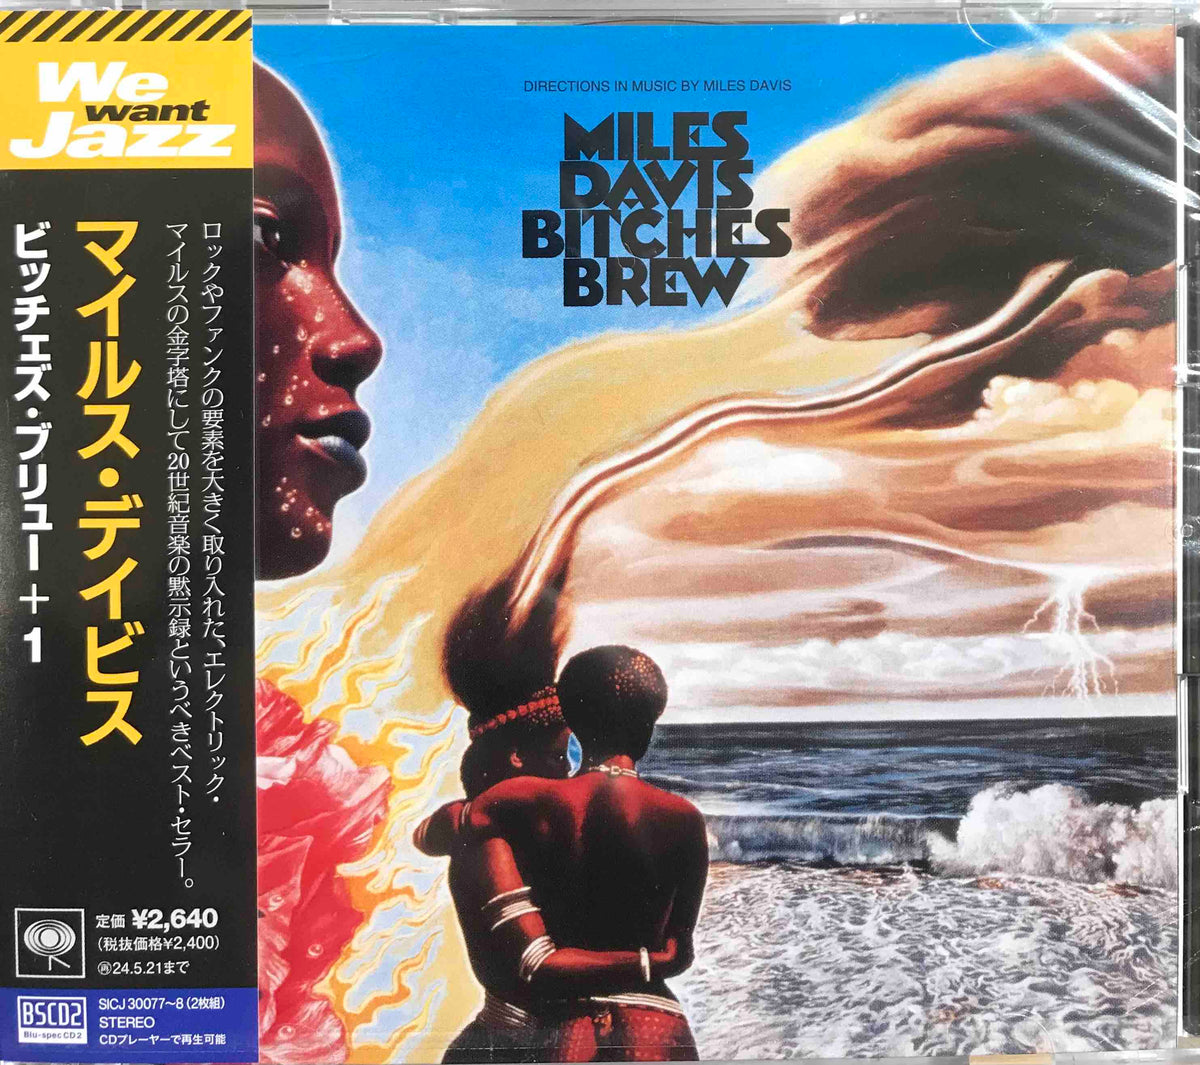 We
want
Jazz
マイルス・デイビス
ビッチェズ・ブリュー + 1
ロックやファンクの要素を大きく取り入れた、エレクトリック・
マイルスの金字塔にして20世紀音楽の黙示録というべきベスト・セラー。
定価 ¥2,640
(税抜価格¥2,400)
㊢24.5.21まで
BSCD2
Blu-spec CD 2
SICJ 30077〜8 (2枚組)
STEREO
CDプレーヤーで再生可能
DIRECTIONS IN MUSIC BY MILES DAVIS
MILES
DAVIS
BITCHES
BREW